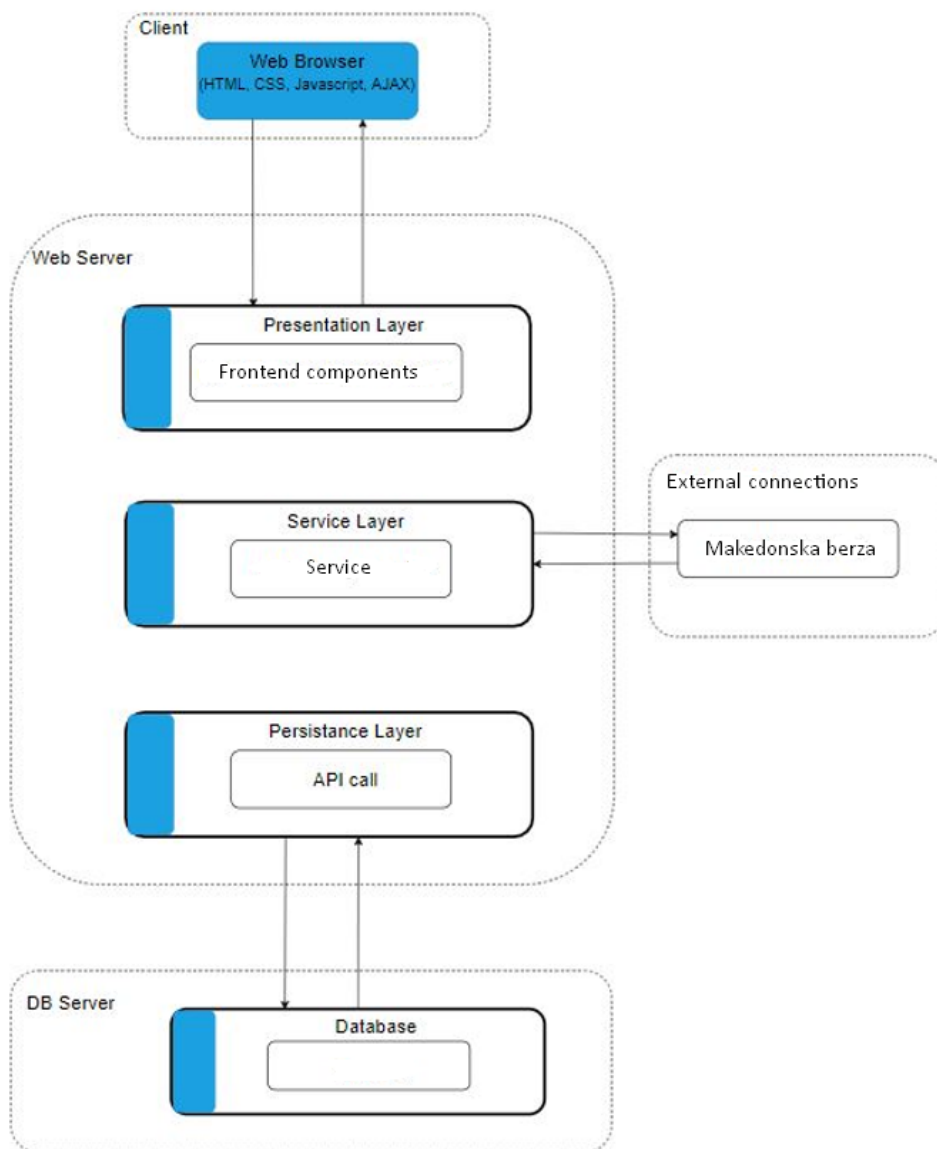 Client
Web Browser
(HTML, CSS, Javascript, AJAX)
Web Server
Presentation Layer
Frontend components
Service Layer
Service
External connections
Makedonska berza
Persistance Layer
API call
DB Server
Database